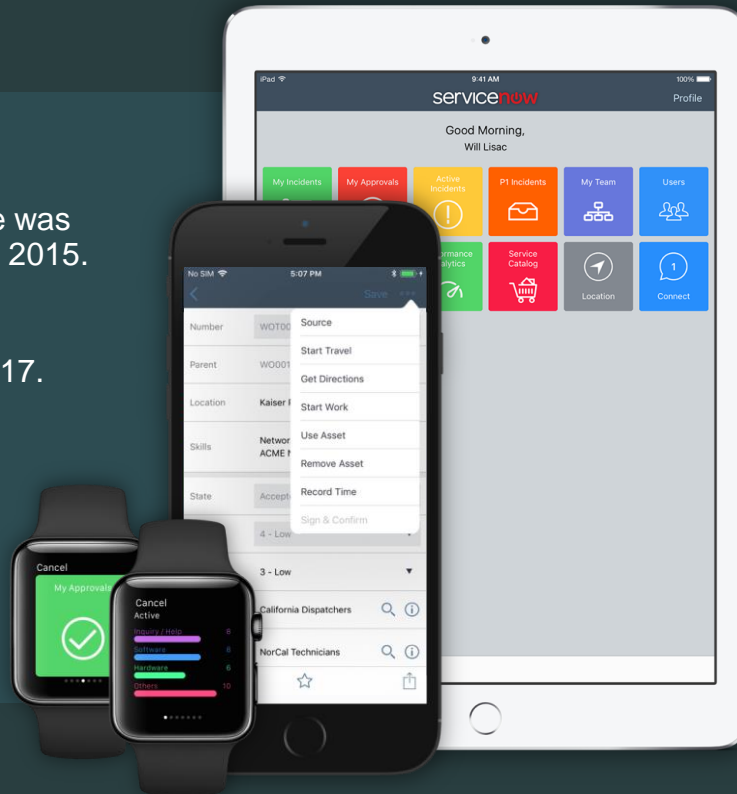 e was
2015.
17.
iPad 9:41 AM 100%
servicenow Profile
Good Morning,
Will Lisac
My Incidents My Approvals Active Incidents P1 Incidents My Team Users
Service Catalog Location 1 Connect
No SIM 5:07 PM
Save
Number
Parent
Location Kaiser
Skills
ACME
State
4 - Low
3 - Low
California Dispatchers
NorCal Technicians
Source
Start Travel
Get Directions
Start Work
Use Asset
Remove Asset
Record Time
Sign & Confirm
Cancel
My Approvals
Cancel
Active
Inquiry / Help 8
Software 8
Hardware 6
Others 10